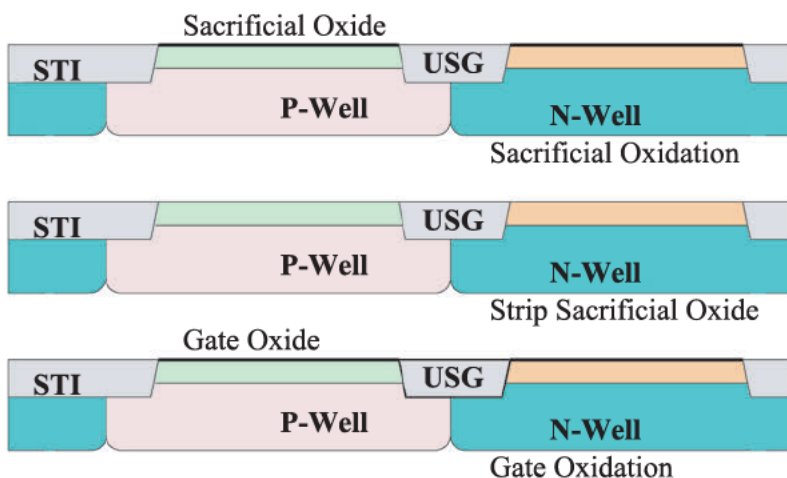 Sacrificial Oxide
STI
USG
P-Well
N-Well
Sacrificial Oxidation
STI
USG
P-Well
N-Well
Strip Sacrificial Oxide
Gate Oxide
STI
USG
P-Well
N-Well
Gate Oxidation